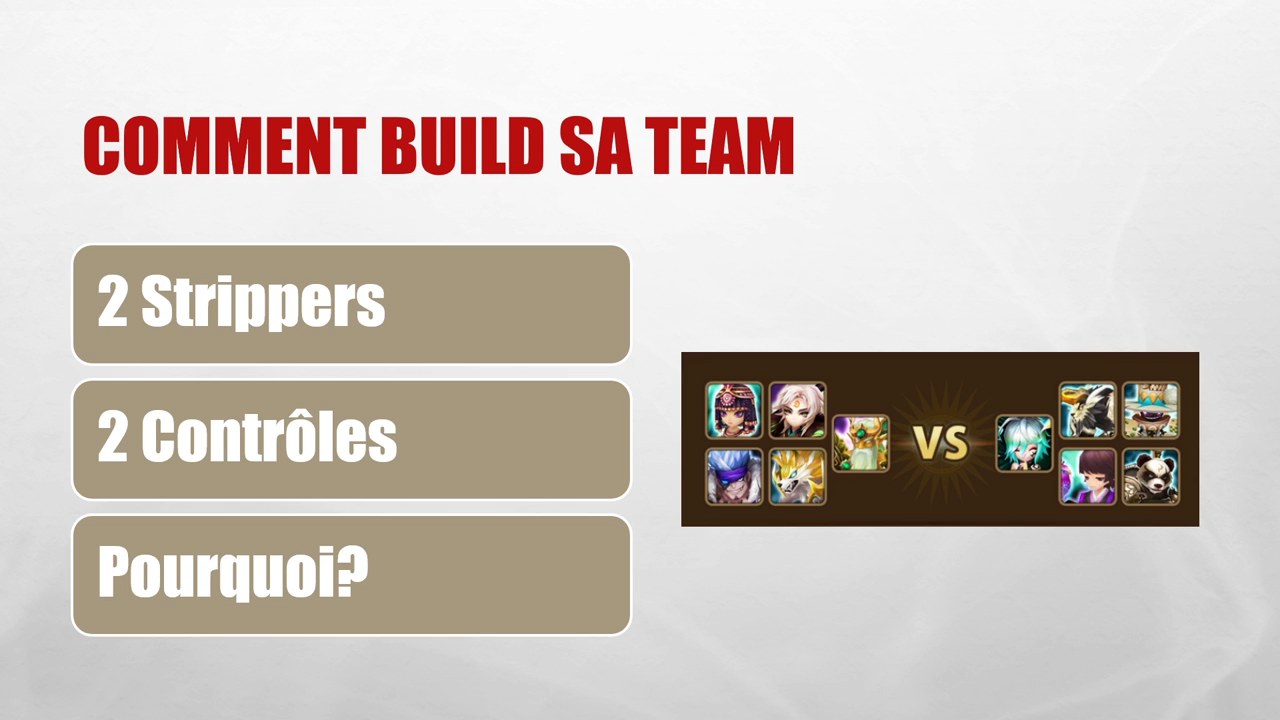 COMMENT BUILD SA TEAM
2 Strippers
2 Contrôles
Pourquoi?
VS